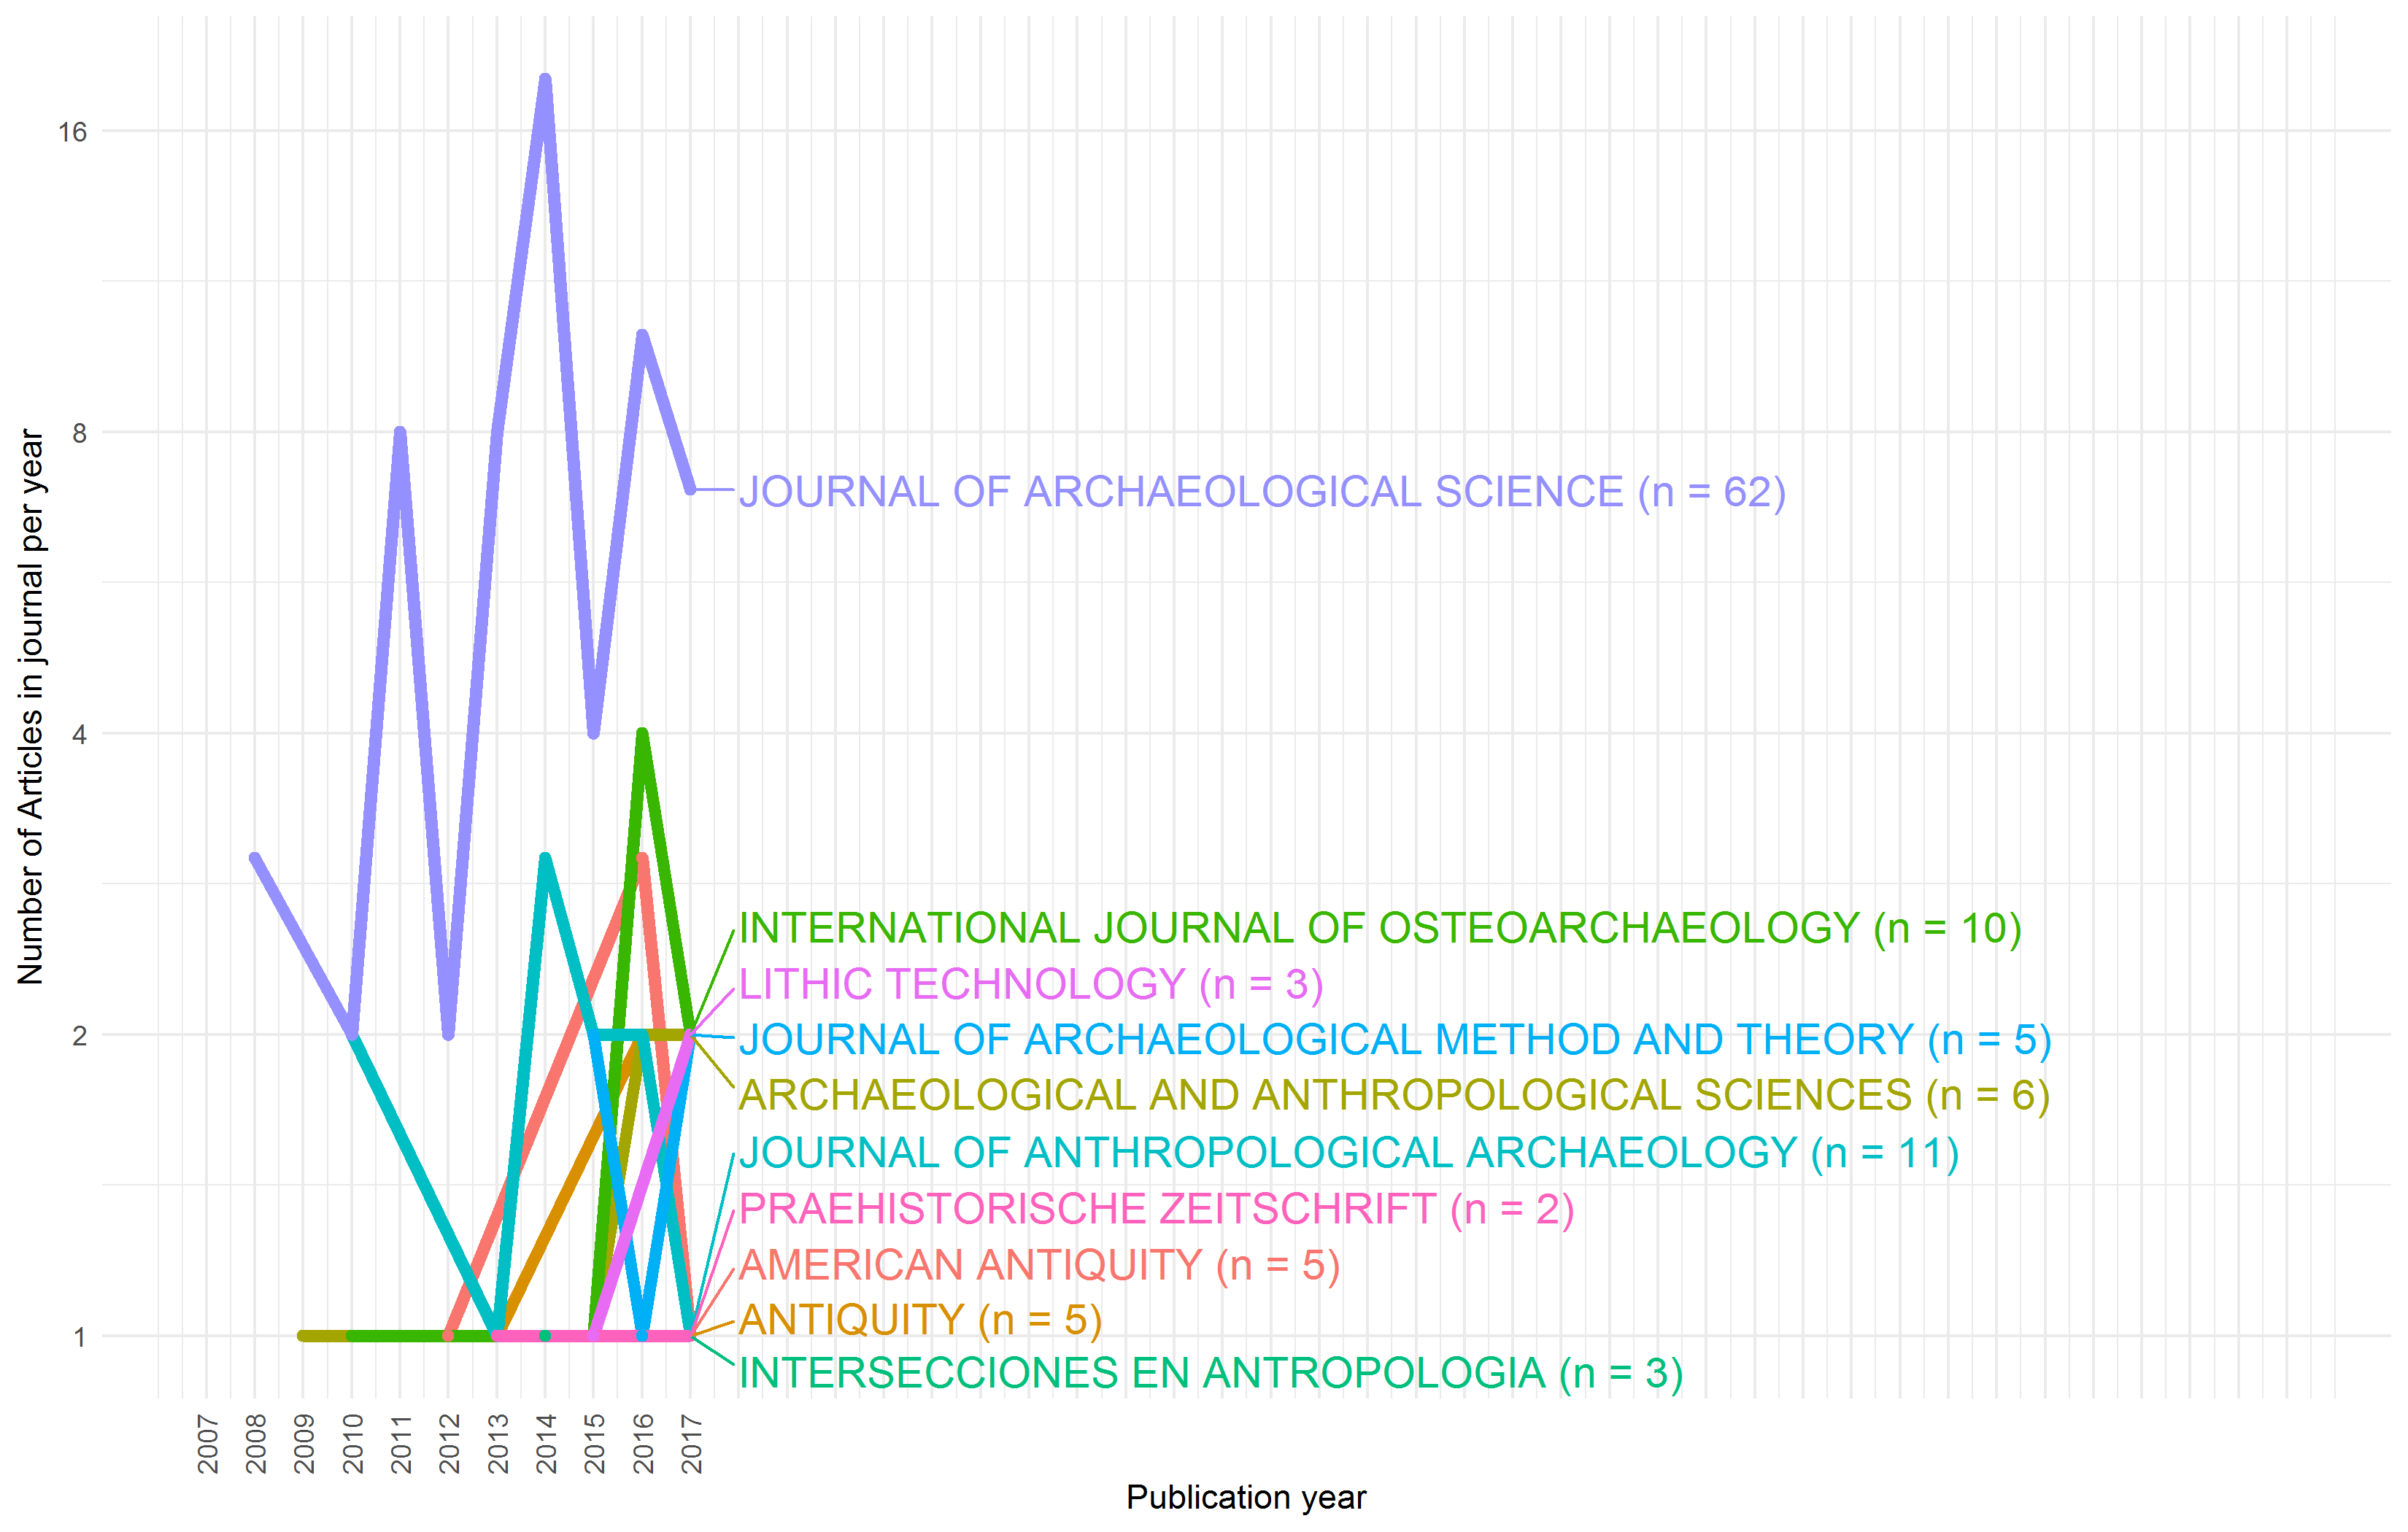 16
8
4
2
1
Number of Articles in journal per year
JOURNAL OF ARCHAEOLOGICAL SCIENCE (n = 62)
INTERNATIONAL JOURNAL OF OSTEOARCHAEOLOGY (n = 10)
LITHIC TECHNOLOGY (n = 3)
JOURNAL OF ARCHAEOLOGICAL METHOD AND THEORY (n = 5)
ARCHAEOLOGICAL AND ANTHROPOLOGICAL SCIENCES (n = 6)
JOURNAL OF ANTHROPOLOGICAL ARCHAEOLOGY (n = 11)
PRAEHISTORISCHE ZEITSCHRIFT (n = 2)
AMERICAN ANTIQUITY (n = 5)
ANTIQUITY (n = 5)
INTERSECCIONES EN ANTROPOLOGIA (n = 3)
2007
2008
2009
2010
2011
2012
2013
2014
2015
2016
2017
Publication year